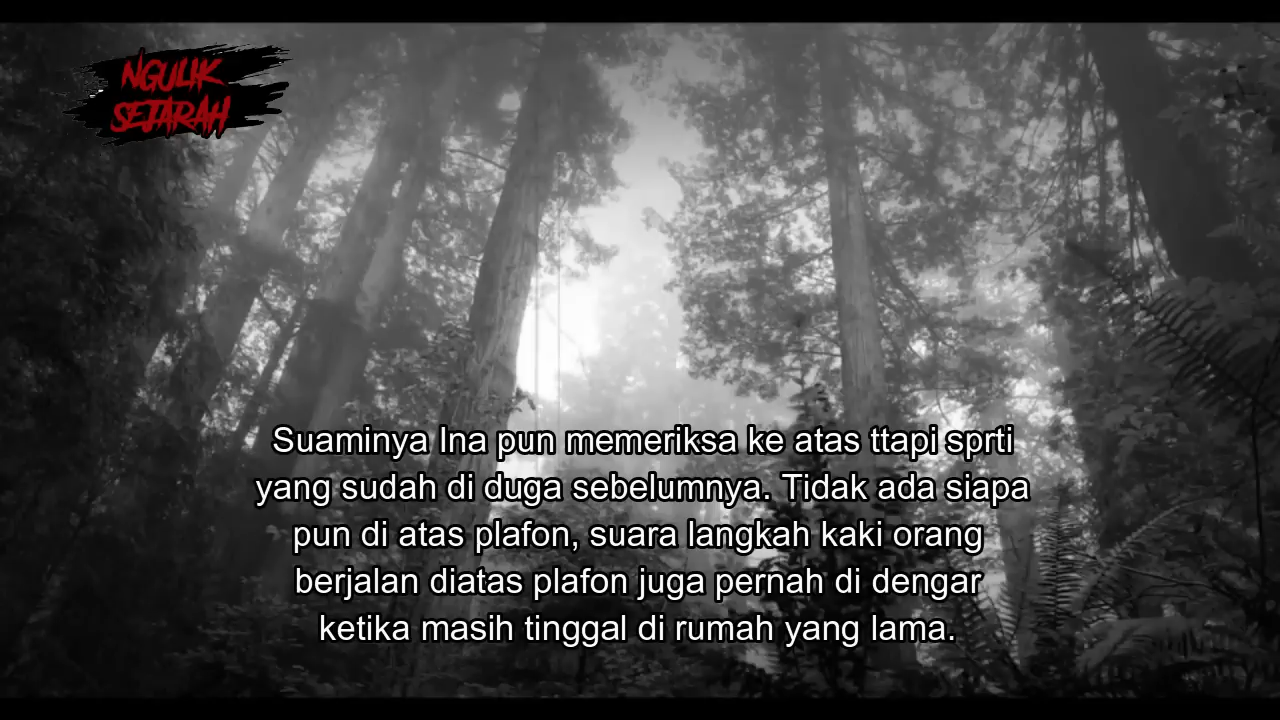 NGULIK
SEJARAH
Suaminya Ina pun memeriksa ke atas ttapi sprti
yang sudah di duga sebelumnya. Tidak ada siapa
pun di atas plafon, suara langkah kaki orang
berjalan diatas plafon juga pernah di dengar
ketika masih tinggal di rumah yang lama.